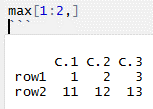 max[1:2,]
```
     C.1 C.2 C.3
row1   1   2   3
row2  11  12  13